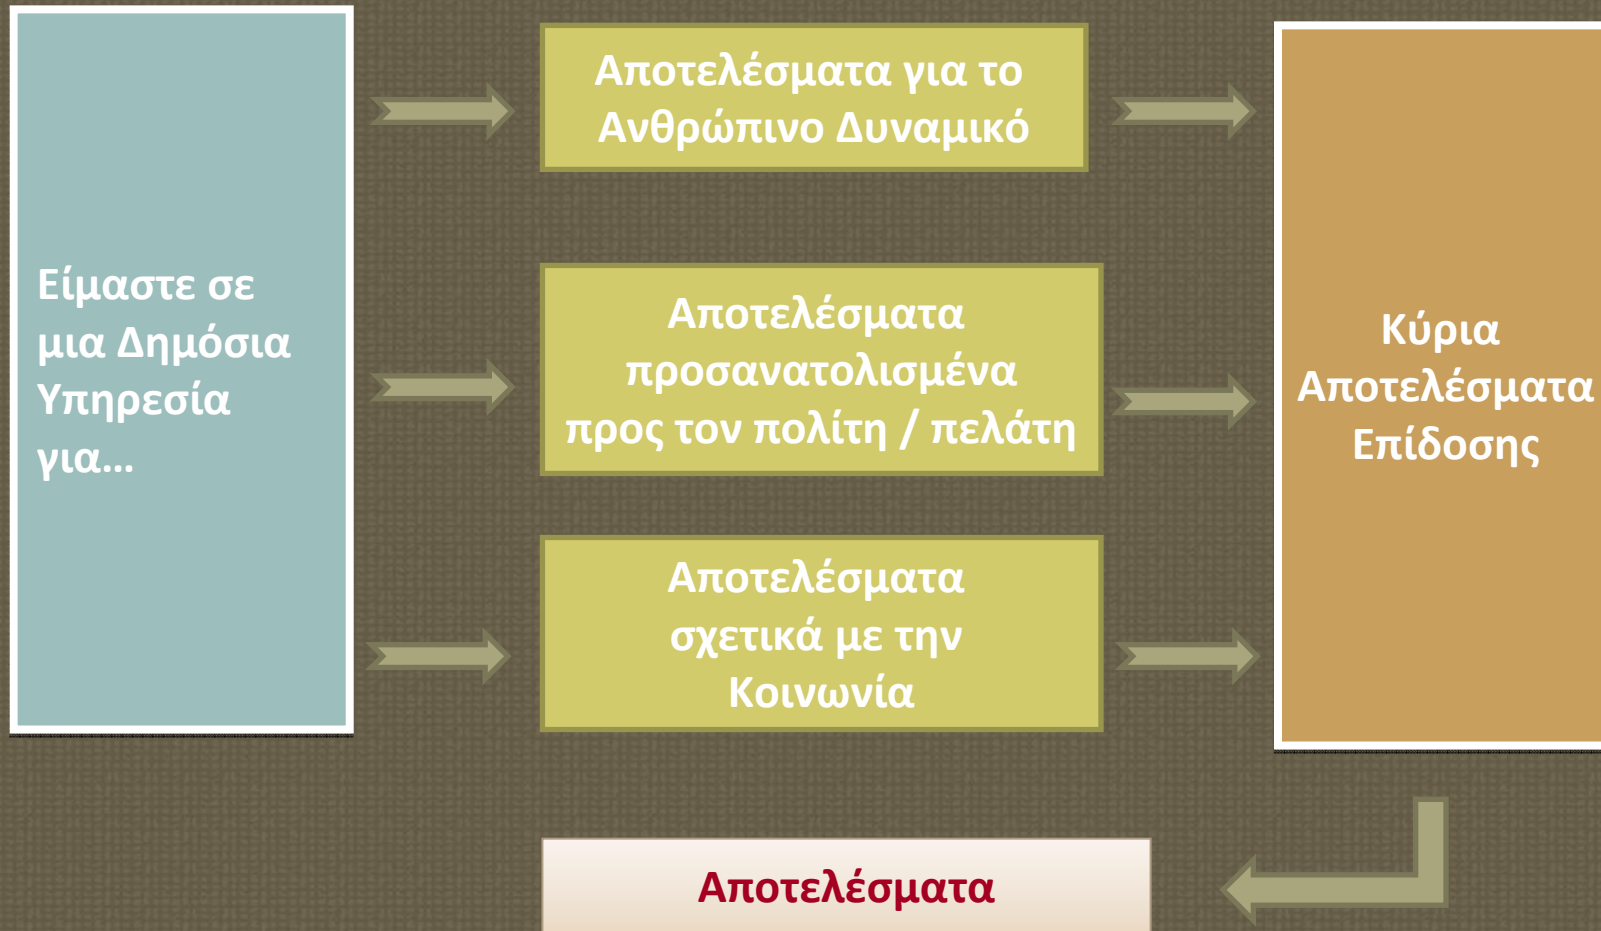 Είμαστε σε
μια Δημόσια
Υπηρεσία
για...
Αποτελέσματα για το
Ανθρώπινο Δυναμικό
Αποτελέσματα
προσανατολισμένα
προς τον πολίτη / πελάτη
Αποτελέσματα
σχετικά με την
Κοινωνία
Κύρια
Αποτελέσματα
Επίδοσης
Αποτελέσματα